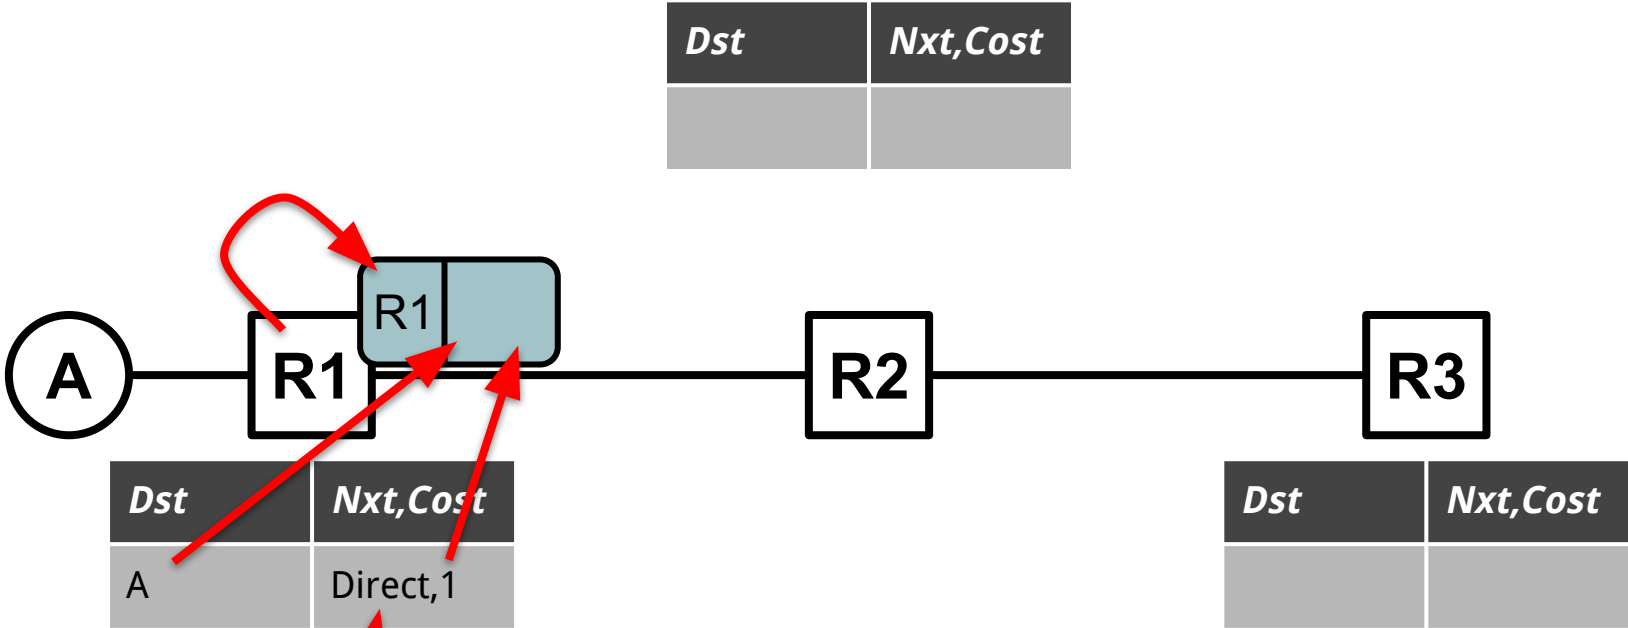 Dst Nxt,Cost
R1
A R1 R2 R3
Dst Nxt,Cost
A Direct,1
Dst Nxt,Cost